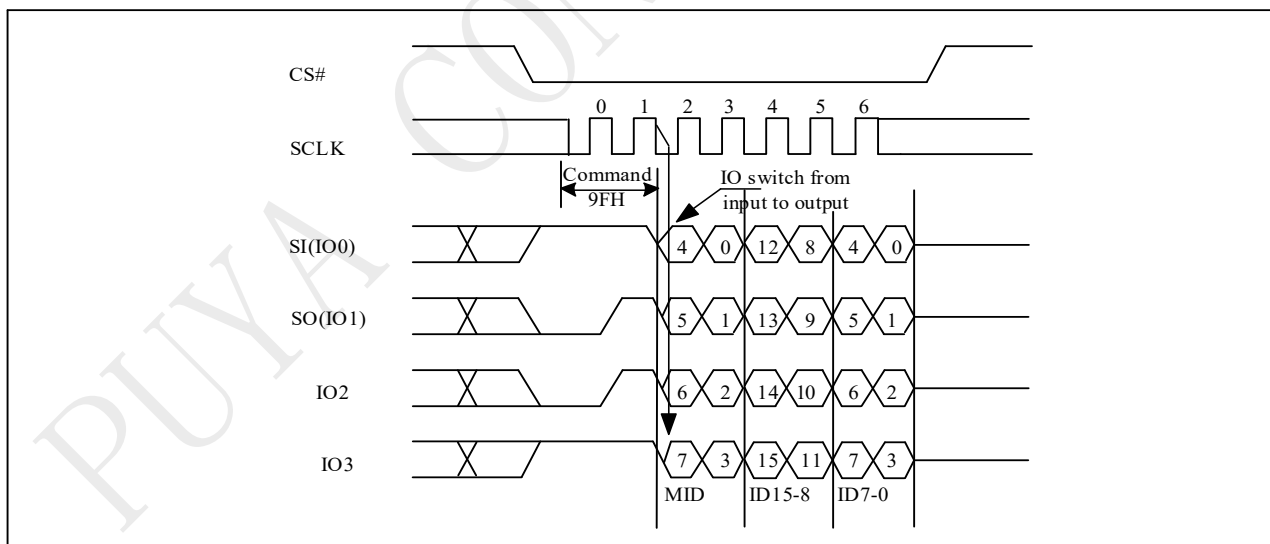 PUYA CON
CS#
0 1 2 3 4 5 6
SCLK
Command
9FH
IO switch from
input to output
SI(IO0)
4 0 12 8 4 0
SO(IO1)
5 1 13 9 5 1
IO2
6 2 14 10 6 2
IO3
7 3 15 11 7 3
MID ID15-8 ID7-0